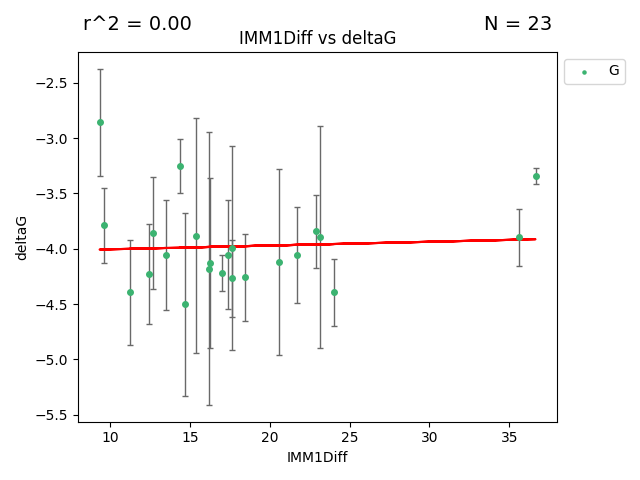 r^2 = 0.00
N = 23
IMM1Diff vs deltaG
G
−2.5
−3.0
−3.5
−4.0
−4.5
−5.0
−5.5
deltaG
10 15 20 25 30 35
IMM1Diff